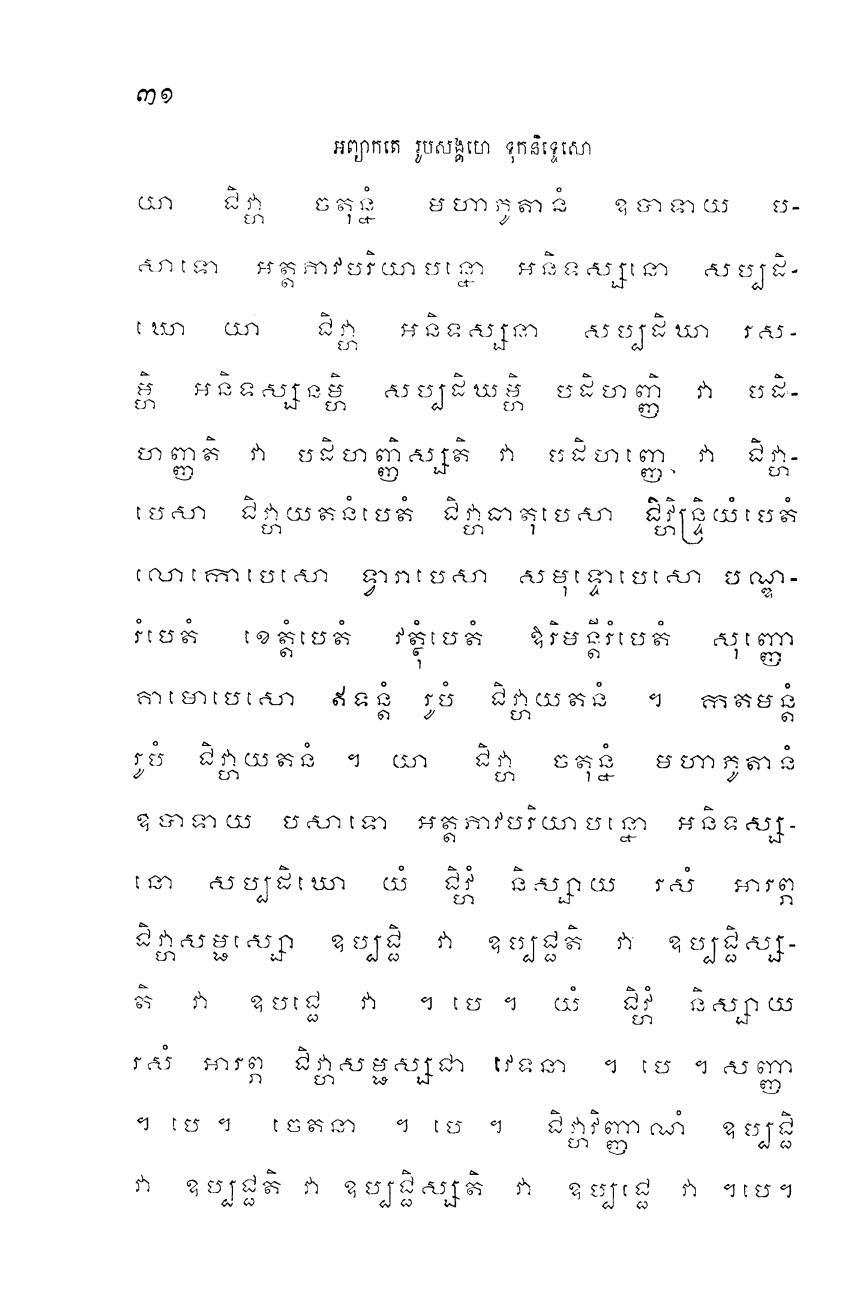 ៣១
អព្យាកតេ រូបសង្គហេ ទុកនិទ្ទេសោ
យា ជិវ្ហា ចតុន្នំ មហាភូតានំ ឧបាទាយ ប-
សាទោ អត្តភាវបរិយាបន្នោ អនិទស្សនោ សប្បដិ-
ឃោ យា ជិវ្ហា អនិទស្សនា សប្បដិឃា រស-
ម្ហិ អនិទស្សនម្ហិ សប្បដិឃម្ហិ បដិហញ្ញិ វា បដិ-
ហញ្ញតិ វា បដិហញ្ញិស្សតិ វា បដិហញ្ញេ វា ជិវ្ហា-
បេសា ជិវ្ហាយតនំបេតំ ជិវ្ហាធាតុបេសា ជិវ្ហិន្ទ្រិយំបេតំ
លោកោបេសោ ទ្វារាបេសា សមុទ្ទោបេសោ បណ្ឌ-
រំបេតំ ខេត្តំបេតំ វត្ថុំបេតំ ឱរិមន្តីរំបេតំ សុញ្ញោ
គាមោបេសោ ឥទន្តំ រូបំ ជិវ្ហាយតនំ ។ កតមន្តំ
រូបំ ជិវ្ហាយតនំ ។ យា ជិវ្ហា ចតុន្នំ មហាភូតានំ
ឧបាទាយ បសាទោ អត្តភាវបរិយាបន្នោ អនិទស្ស-
នោ សប្បដិឃោ យំ ជិវ្ហំ និស្សាយ រសំ អារព្ភ
ជិវ្ហាសម្ផស្សោ ឧប្បជ្ជិ វា ឧប្បជ្ជតិ វា ឧប្បជ្ជិស្ស-
តិ វា ឧបជ្ជេ វា ។ បេ ។ យំ ជិវ្ហំ និស្សាយ
រសំ អារព្ភ ជិវ្ហាសម្ផស្សជា វេទនា ។ បេ ។ សញ្ញា
។ បេ ។ ចេតនា ។ បេ ។ ជិវ្ហាវិញ្ញាណំ ឧប្បជ្ជិ
វា ឧប្បជ្ជតិ វា ឧប្បជ្ជិស្សតិ វា ឧប្បជ្ជេ វា ។បេ។